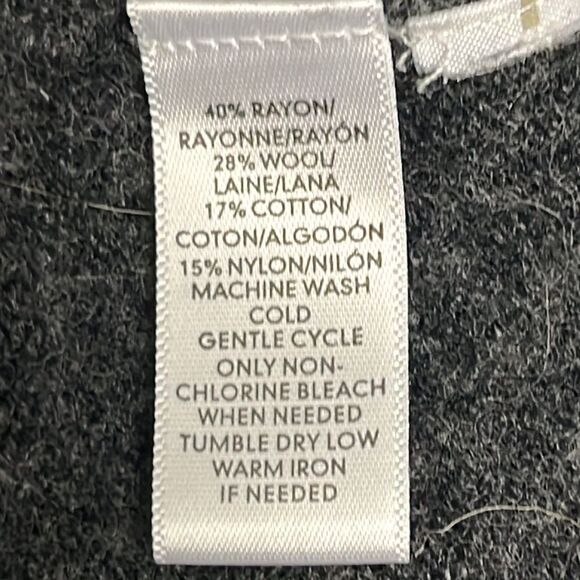 40% RAYON/
RAYONNE/RAYÓN
28% WOOL/
LAINE/LANA
17% COTTON/
COTON/ALGODÓN
15% NYLON/NILÓN
MACHINE WASH
COLD
GENTLE CYCLE
ONLY NON-
CHLORINE BLEACH
WHEN NEEDED
TUMBLE DRY LOW
WARM IRON
IF NEEDED